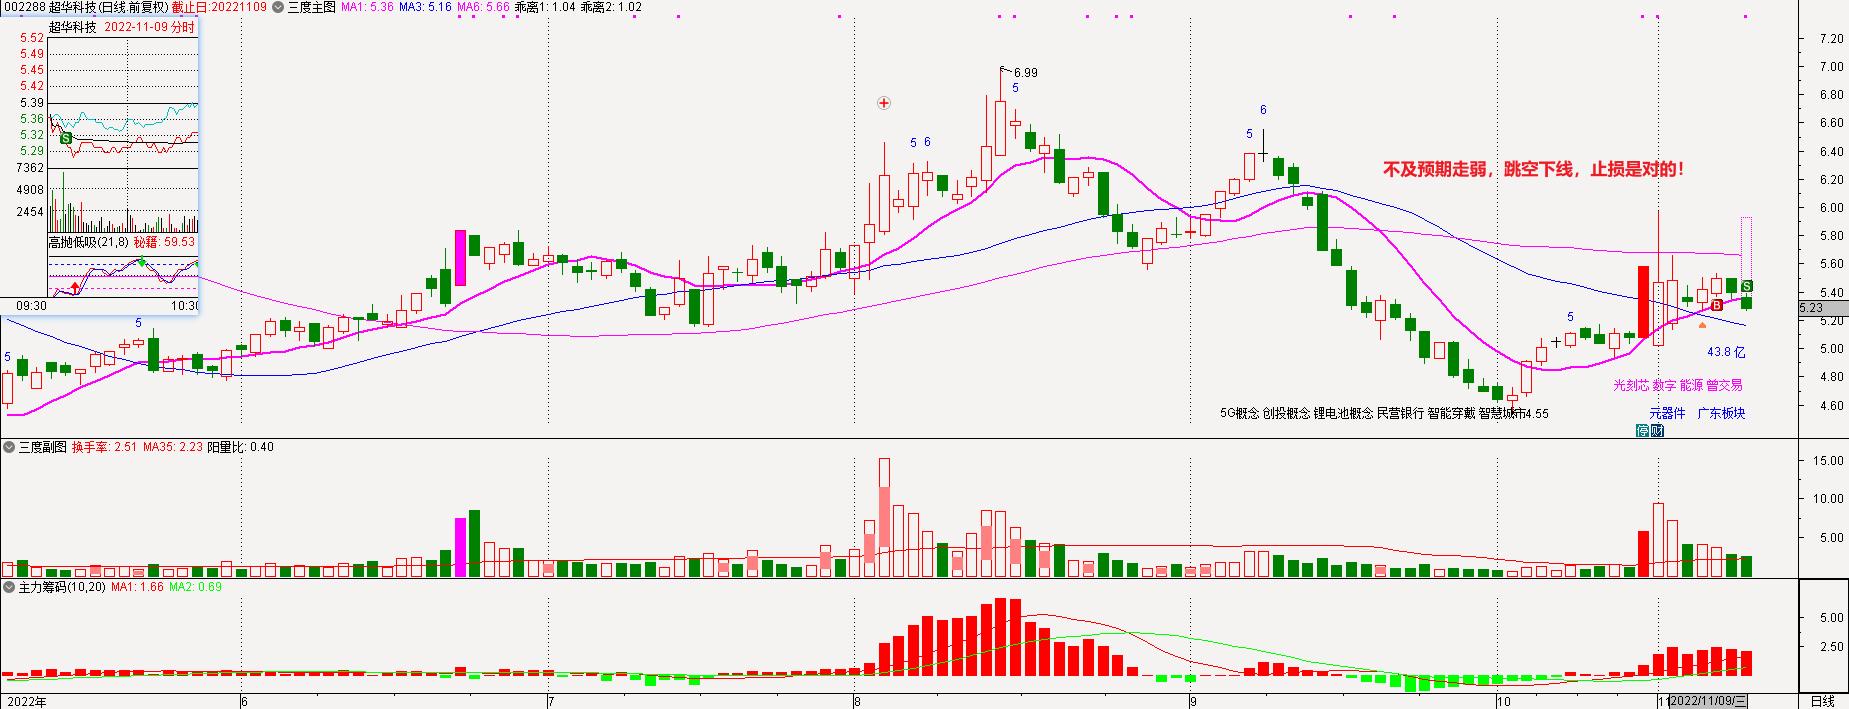 002288 超华科技(日线.前复权) 截止日:20221109 三度主图 MA1: 5.36 MA3: 5.16 MA6: 5.66 乖离1: 1.04 乖离2: 1.02
超华科技 2022-11-09 分时
5.52
5.49
5.45
5.42
5.39
5.36
5.32
5.29
7362
4908
2454
S
高抛低吸(21,8) 秘籍: 59.53
09:30 10:30
6.99
5
5 6
6
5
5
5
5
不及预期走弱，跳空下线，止损是对的！
S
B
43.8 亿
光刻芯 数字 能源 曾交易
5G概念 创投概念 锂电池概念 民营银行 智能穿戴 智慧城市4.55
元器件 广东板块
停 财
7.20
7.00
6.80
6.60
6.40
6.20
6.00
5.80
5.60
5.40
5.23
5.20
5.00
4.80
4.60
三度副图 换手率: 2.51 MA35: 2.23 阳量比: 0.40
15.00
10.00
5.00
主力筹码(10,20) MA1: 1.66 MA2: 0.69
5.00
2.50
2022年 6 7 8 9 10 11 2022/11/09/三 日线